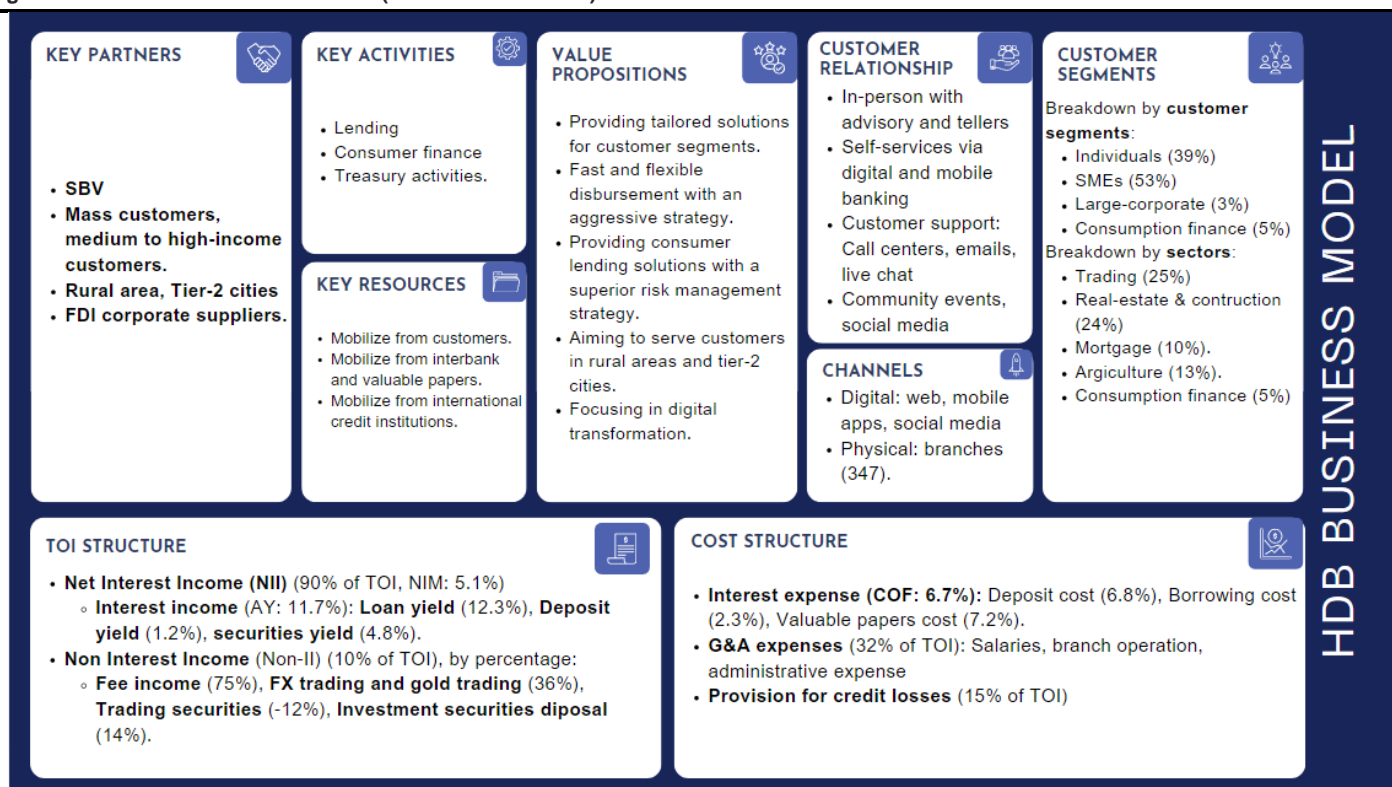 KEY PARTNERS
SBV
Mass customers,
medium to high-income
customers.
Rural area, Tier-2 cities
FDI corporate suppliers.
KEY ACTIVITIES
Lending
Consumer finance
Treasury activities.
KEY RESOURCES
Mobilize from customers.
Mobilize from interbank
and valuable papers.
Mobilize from international
credit institutions.
VALUE
PROPOSITIONS
Providing tailored solutions
for customer segments.
Fast and flexible
disbursement with an
aggressive strategy.
Providing consumer
lending solutions with a
superior risk management
strategy.
Aiming to serve customers
in rural areas and tier-2
cities.
Focusing in digital
transformation.
CUSTOMER
RELATIONSHIP
In-person with
advisory and tellers
Self-services via
digital and mobile
banking
Customer support:
Call centers, emails,
live chat
Community events,
social media
CHANNELS
Digital: web, mobile
apps, social media
Physical: branches
(347).
CUSTOMER
SEGMENTS
Breakdown by customer
segments:
Individuals (39%)
SMEs (53%)
Large-corporate (3%)
Consumption finance (5%)
Breakdown by sectors:
Trading (25%)
Real-estate & contruction
(24%)
Mortgage (10%).
Argiculture (13%).
Consumption finance (5%)
HDB BUSINESS MODEL
TOI STRUCTURE
Net Interest Income (NII) (90% of TOI, NIM: 5.1%)
Interest income (AY: 11.7%): Loan yield (12.3%), Deposit
yield (1.2%), securities yield (4.8%).
Non Interest Income (Non-II) (10% of TOI), by percentage:
Fee income (75%), FX trading and gold trading (36%),
Trading securities (-12%), Investment securities diposal
(14%).
COST STRUCTURE
Interest expense (COF: 6.7%): Deposit cost (6.8%), Borrowing cost
(2.3%), Valuable papers cost (7.2%).
G&A expenses (32% of TOI): Salaries, branch operation,
administrative expense
Provision for credit losses (15% of TOI)